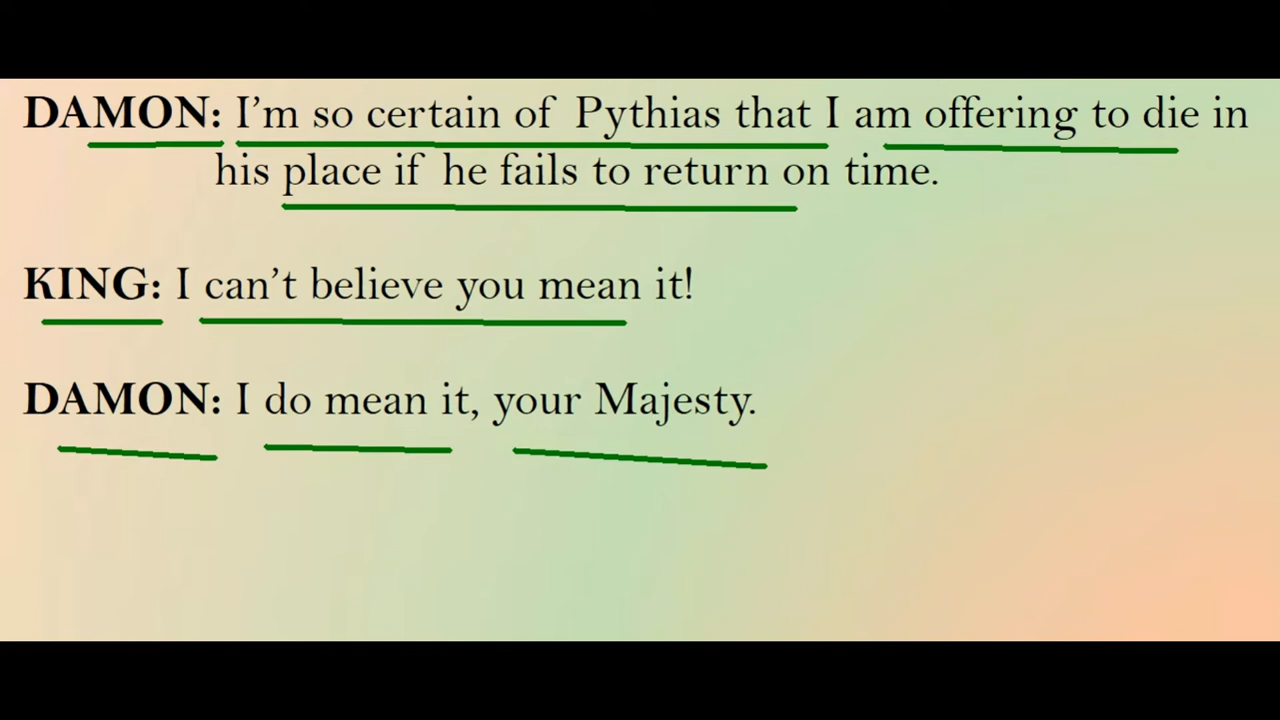 DAMON: I'm so certain of Pythias that I am offering to die in
his place if he fails to return on time.
KING: I can't believe you mean it!
DAMON: I do mean it, your Majesty.